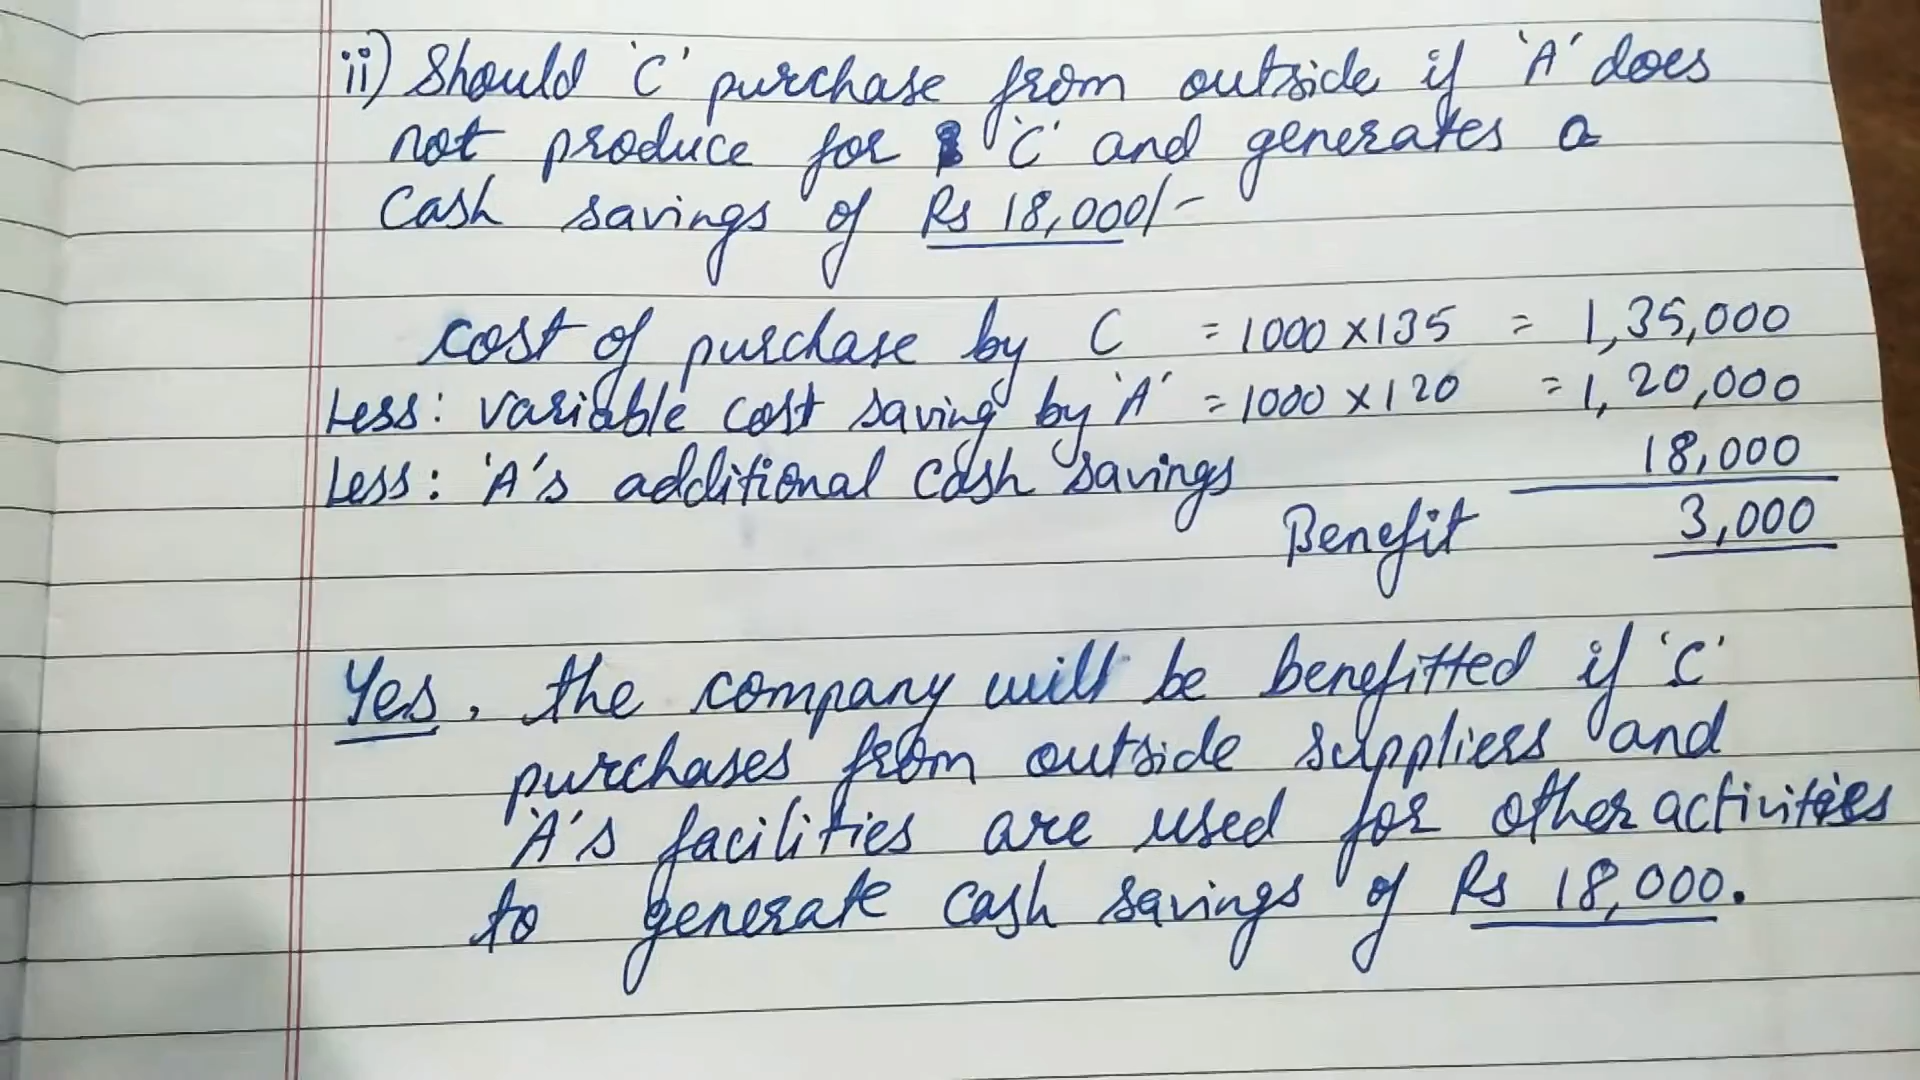 ii) Should 'C' purchase from outside if 'A' does
not produce for 'C' and generates a
Cash savings of Rs 18,000/-
cost of purchase by C = 1000 x 135 = 1,35,000
Less: variable cost saving by 'A' = 1000 x 120 = 1,20,000
Less: 'A's additional cash savings 18,000
Benefit 3,000
Yes, the company will be benefitted if 'C'
purchases from outside suppliers and
'A's facilities are used for other activities
to generate cash savings of Rs 18,000.